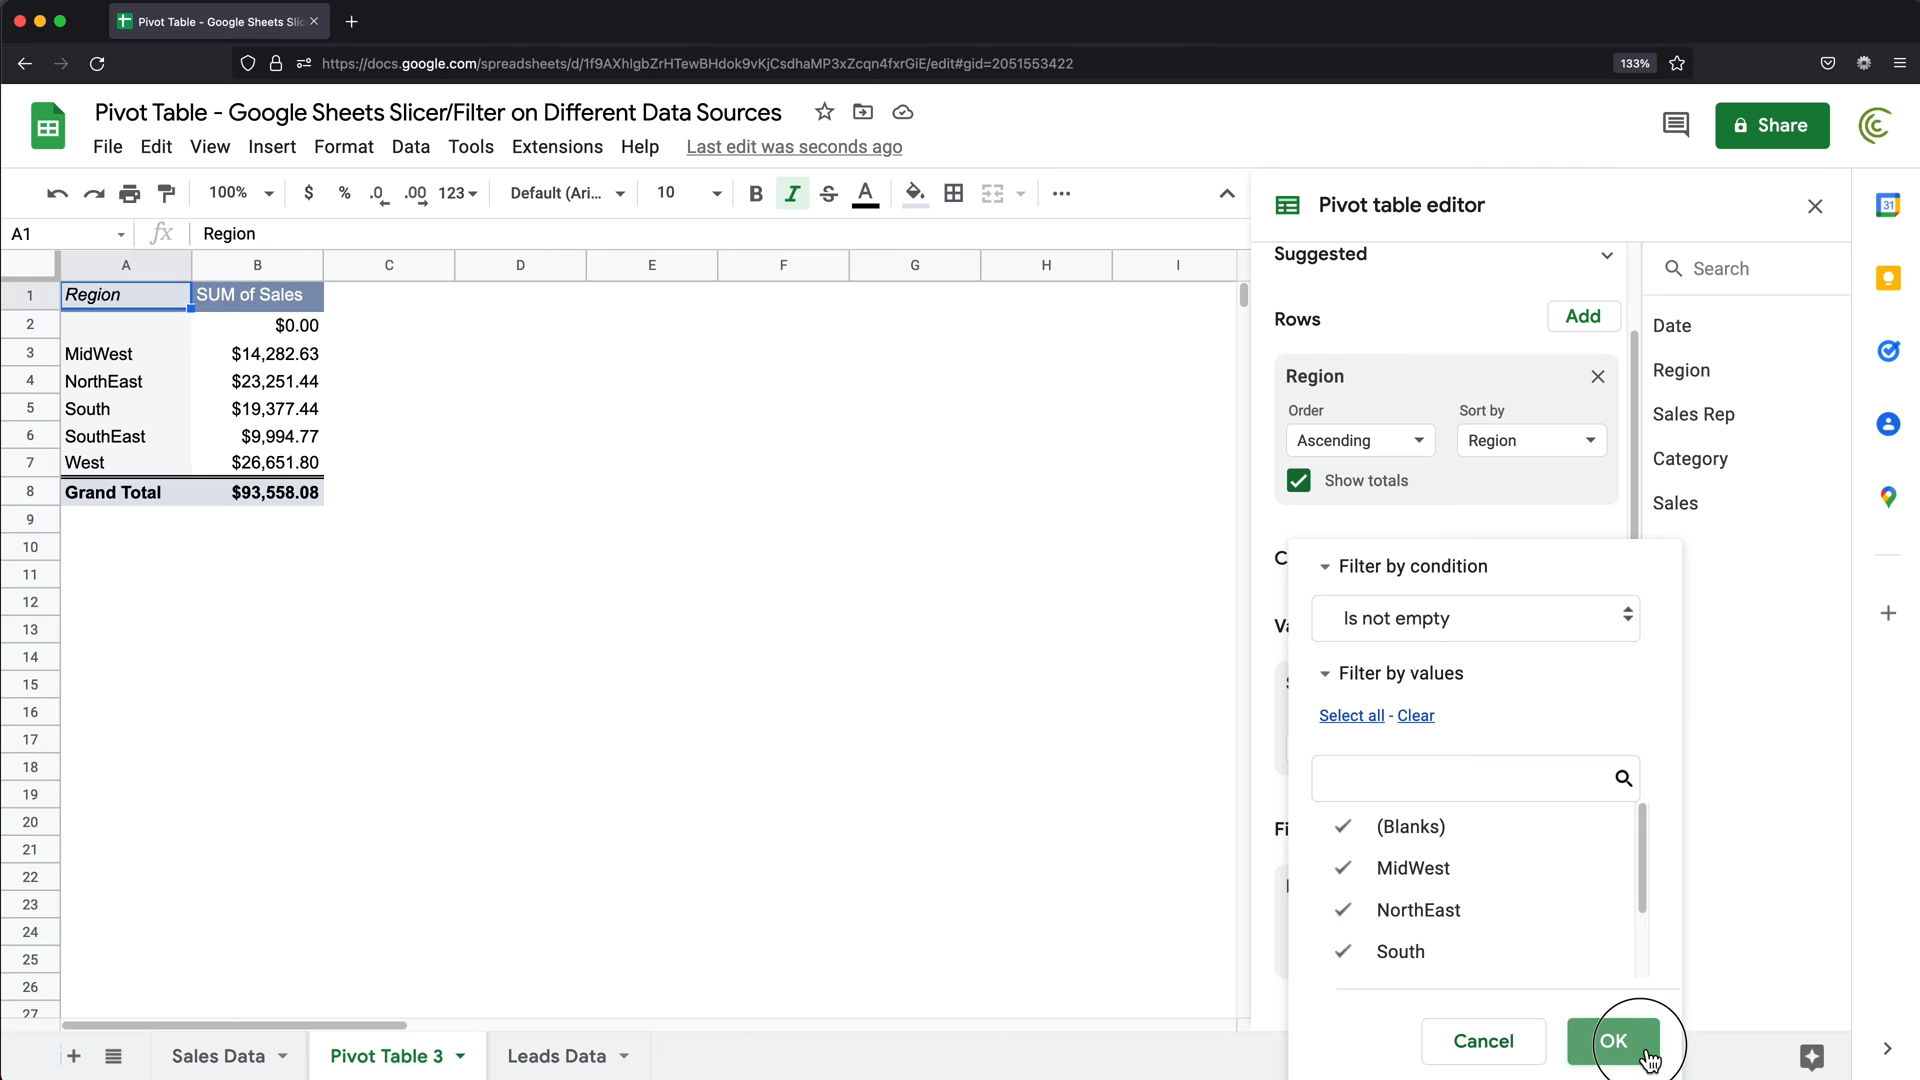 Pivot Table - Google Sheets Slic
https://docs.google.com/spreadsheets/d/1f9AXhIgbZrHTewBHdok9vKjCsdhaMP3xZcqn4fxrGiE/edit#gid=2051553422
133%
Pivot Table - Google Sheets Slicer/Filter on Different Data Sources
Share
File Edit View Insert Format Data Tools Extensions Help Last edit was seconds ago
100% $ % .0 .00 123 Default (Ari... 10 B I S A
Pivot table editor
A1 fx Region
Suggested
Search
A B C D E F G H I
1 Region SUM of Sales
2 $0.00
3 MidWest $14,282.63
4 NorthEast $23,251.44
5 South $19,377.44
6 SouthEast $9,994.77
7 West $26,651.80
8 Grand Total $93,558.08
9
10
11
12
13
14
15
16
17
18
19
20
21
22
23
24
25
26
27
Rows Add
Region
Order Sort by
Ascending Region
Show totals
C
Va
Fi
Filter by condition
Is not empty
Filter by values
Select all - Clear
(Blanks)
MidWest
NorthEast
South
Cancel OK
Date
Region
Sales Rep
Category
Sales
31
Sales Data Pivot Table 3 Leads Data